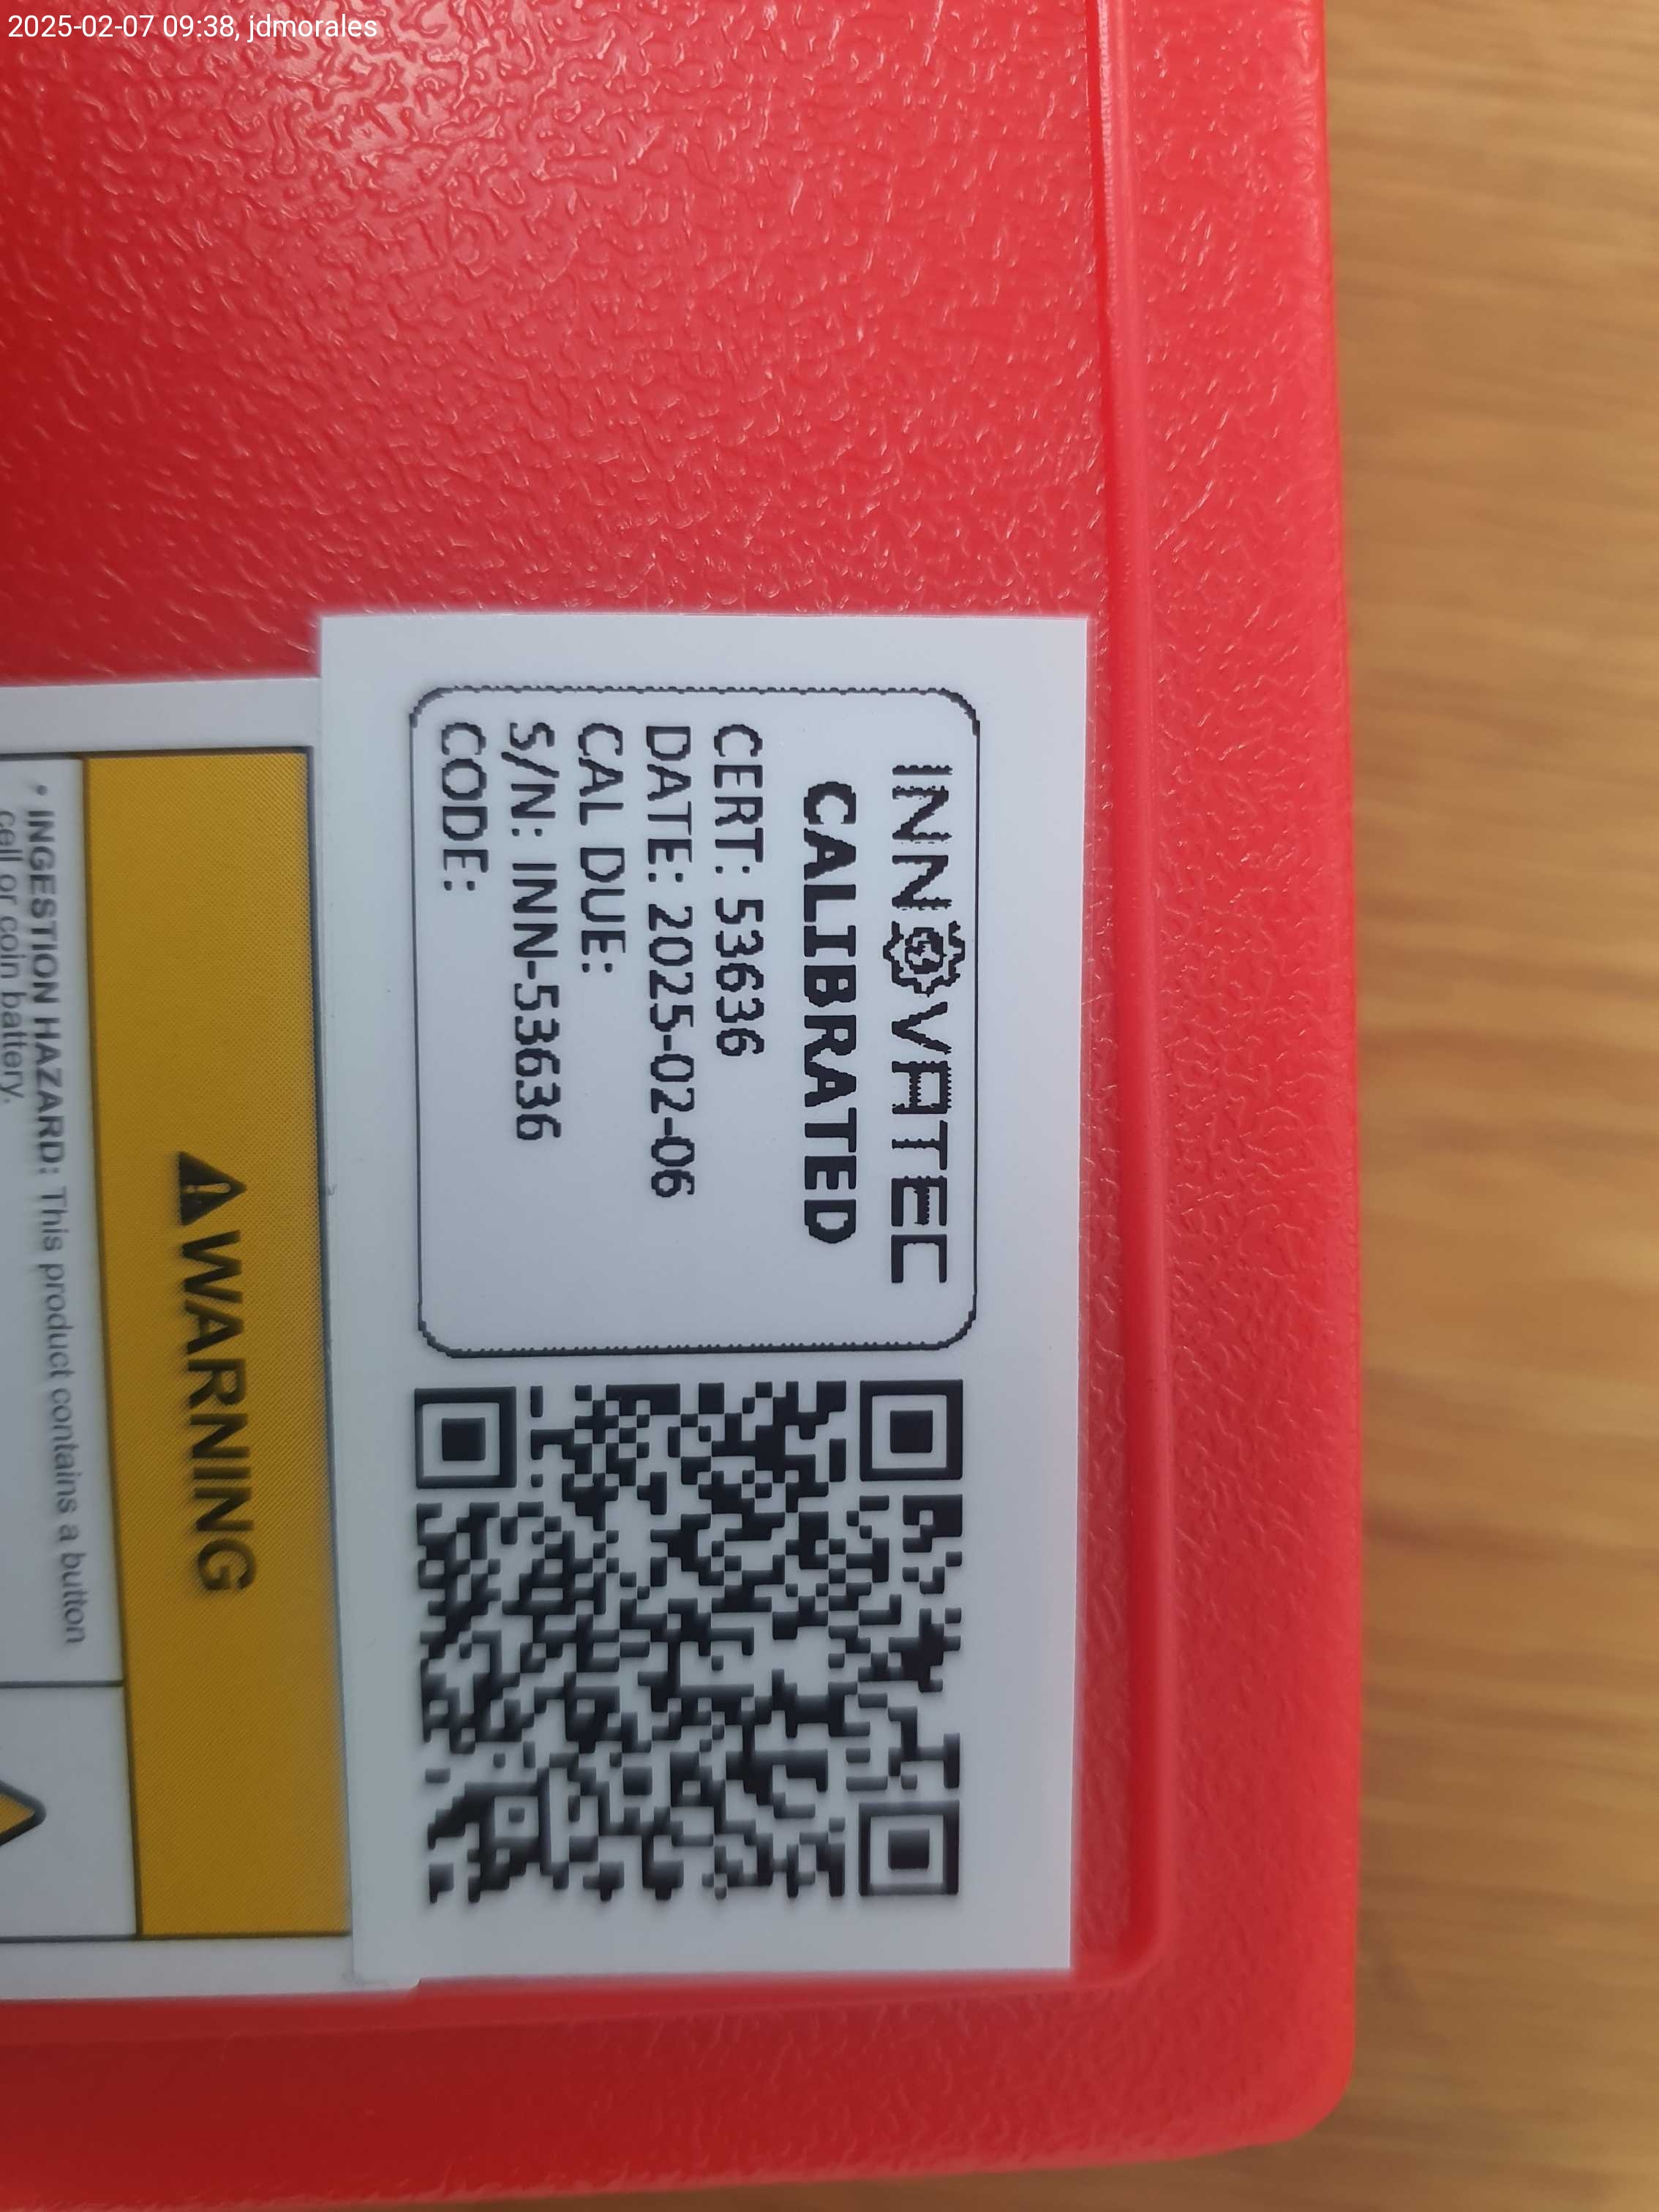 2025-02-07 09:38, jdmorales
INNOVATEC
CALIBRATED
CERT: 53636
DATE: 2025-02-06
CAL DUE:
S/N: INN-53636
CODE:
WARNING
• INGESTION HAZARD: This product contains a button
cell or coin battery.